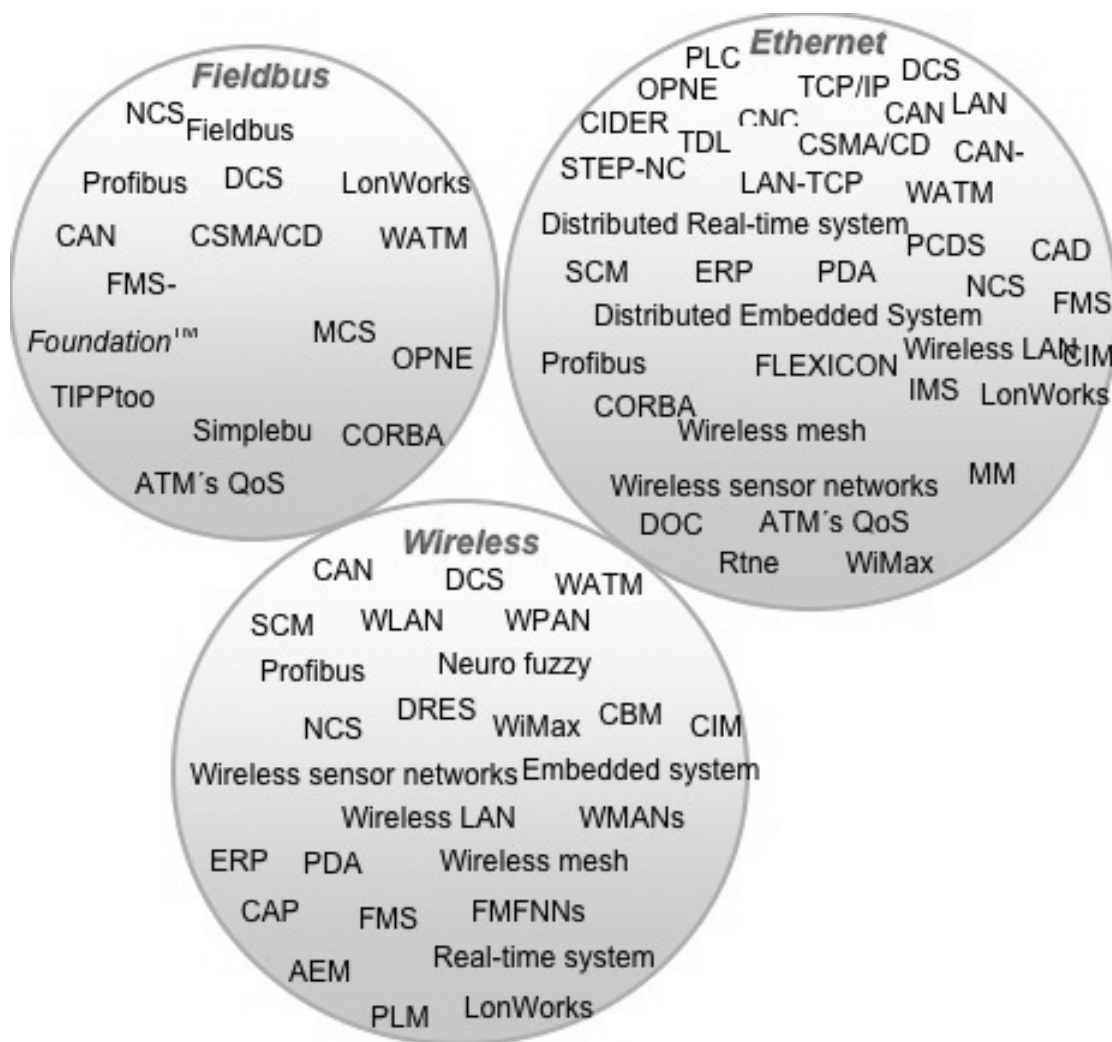 Fieldbus
NCS
Fieldbus
Profibus DCS LonWorks
CAN CSMA/CD WATM
FMS-
Foundation™
MCS
OPNE
TIPPtoo
Simplebu CORBA
ATM´s QoS
Ethernet
PLC
OPNE TCP/IP DCS
CIDER CNC CAN LAN
TDL CSMA/CD CAN-
STEP-NC LAN-TCP WATM
Distributed Real-time system
PCDS CAD
SCM ERP PDA NCS
FMS
Distributed Embedded System
Profibus FLEXICON Wireless LAN CIM
IMS LonWorks
CORBA
Wireless mesh
MM
Wireless sensor networks
DOC ATM´s QoS
Rtne WiMax
Wireless
CAN DCS WATM
SCM WLAN WPAN
Profibus Neuro fuzzy
NCS DRES WiMax CBM CIM
Wireless sensor networks Embedded system
Wireless LAN WMANs
ERP PDA Wireless mesh
CAP FMS FMFNNs
AEM Real-time system
PLM LonWorks